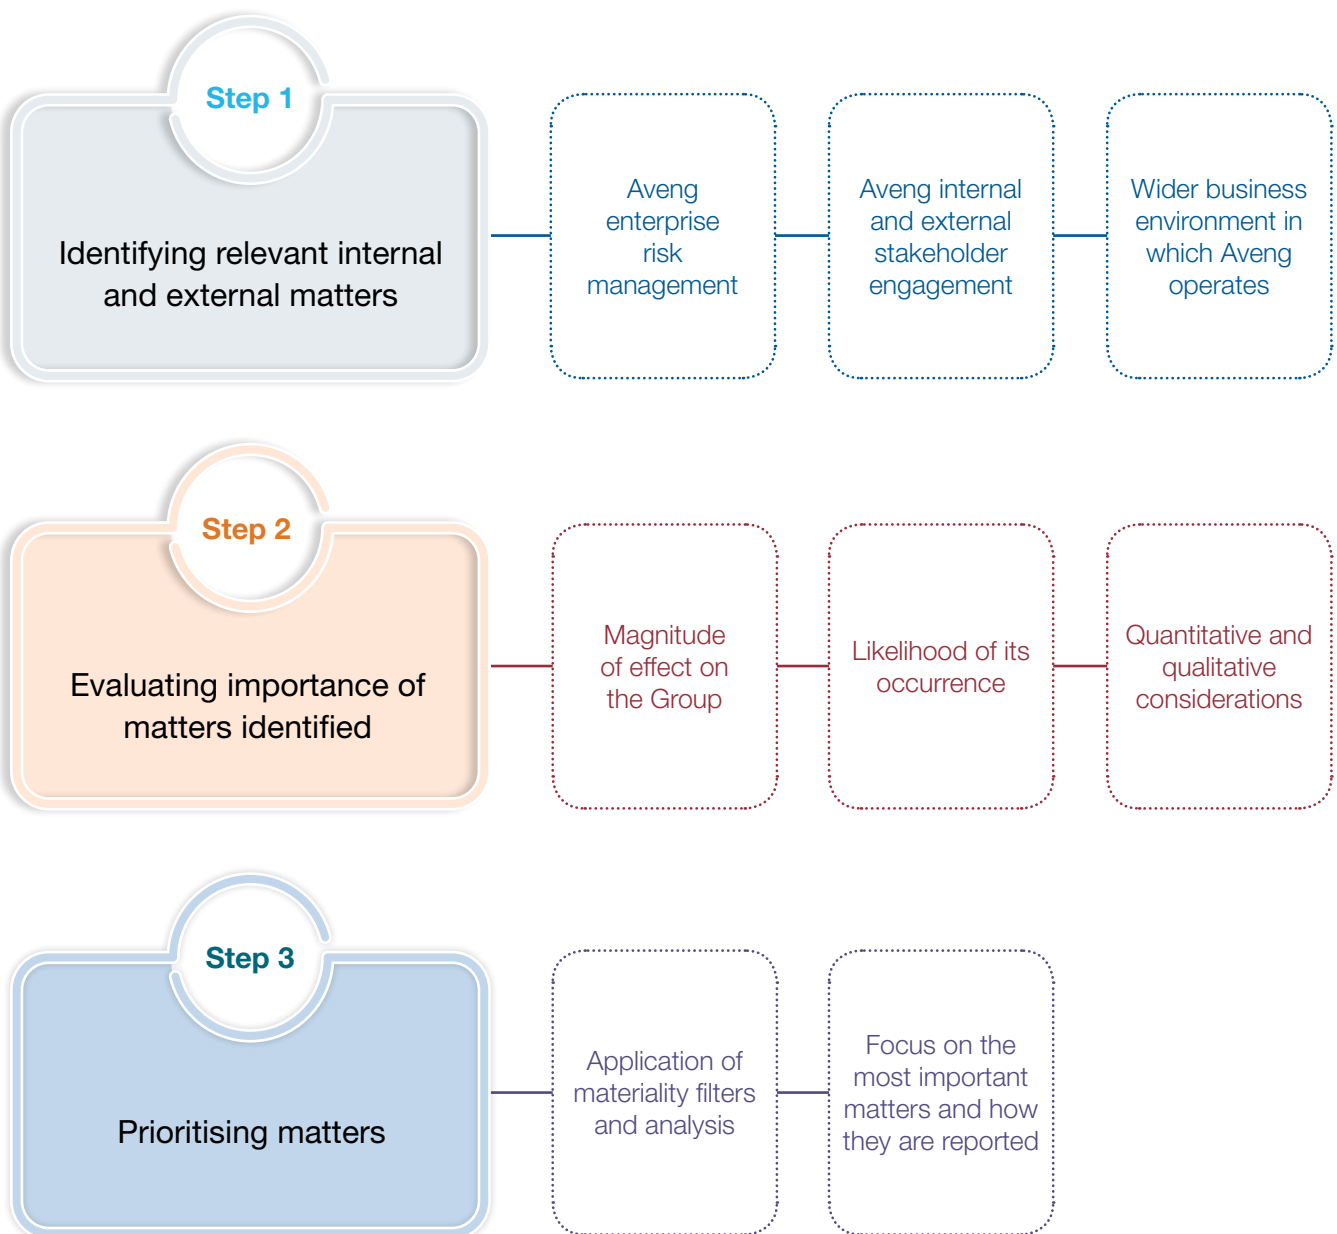 Step 1
Identifying relevant internal
and external matters
Aveng
enterprise
risk
management
Aveng internal
and external
stakeholder
engagement
Wider business
environment in
which Aveng
operates
Step 2
Evaluating importance of
matters identified
Magnitude
of effect on
the Group
Likelihood of its
occurrence
Quantitative and
qualitative
considerations
Step 3
Prioritising matters
Application of
materiality filters
and analysis
Focus on the
most important
matters and how
they are reported